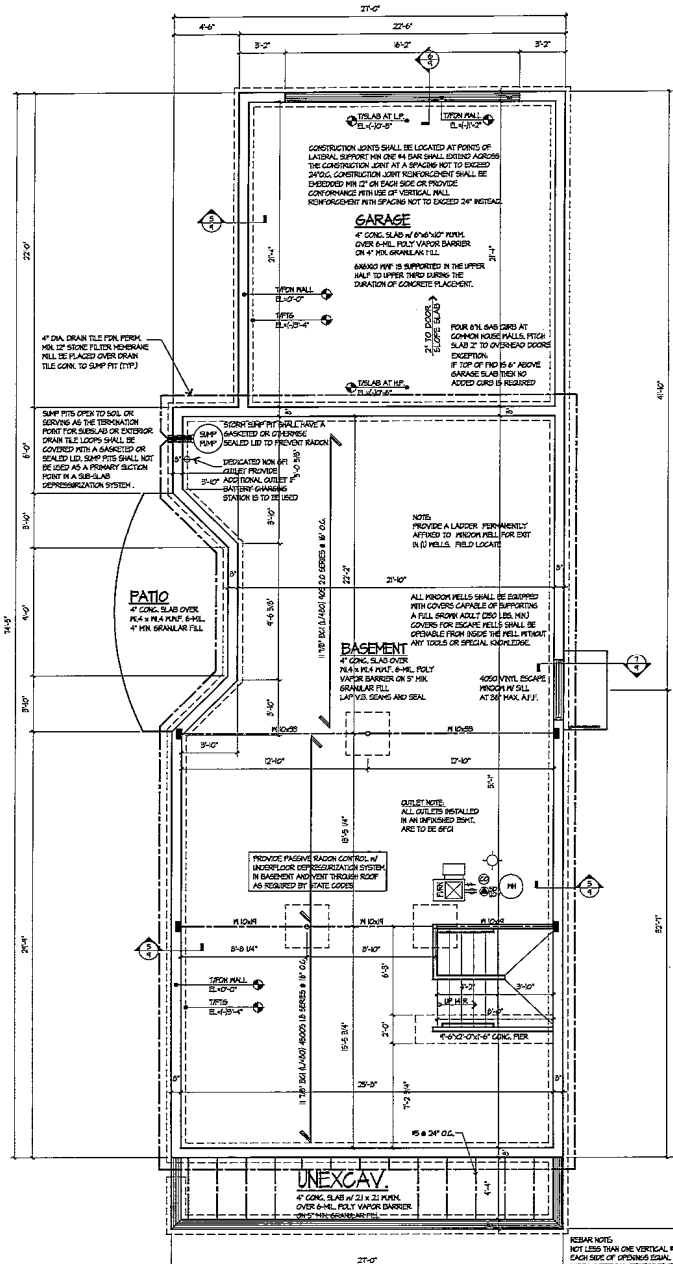 27'-0"
4'-6"
22'-6"
3'-2"
16'-2"
3'-2"
T/SLAB AT L.P.
T/FDN WALL
EL=(-)1'-2"
CONSTRUCTION JOINTS SHALL BE LOCATED AT POINTS OF
LATERAL SUPPORT MIN ONE #4 BAR SHALL EXTEND ACROSS
THE CONSTRUCTION JOINT AT A SPACING NOT TO EXCEED
24"O.C. CONSTRUCTION JOINT REINFORCEMENT SHALL BE
EMBEDDED MIN 12" ON EACH SIDE OR PROVIDE
CONFORMANCE WITH USE OF VERTICAL WALL
REINFORCEMENT WITH SPACING NOT TO EXCEED 24" INSTEAD.
GARAGE
4" CONC. SLAB W/ 6"x6"x10" W.W.M.
OVER 6-MIL POLY VAPOR BARRIER
ON 4" MIN. GRANULAR FILL
6X6X10 WWF IS SUPPORTED IN THE UPPER
HALF TO UPPER THIRD DURING THE
DURATION OF CONCRETE PLACEMENT.
22'-0"
21'-4"
21'-4"
41'-10"
T/FDN WALL
EL=0'-0"
T/FTG
2" TO DOOR
SLOPE SLAB
POUR 8"H. GAS CURB AT
COMMON HOUSE WALLS. PITCH
SLAB 2" TO OVERHEAD DOORS
EXCEPTION:
IF TOP OF FND IS 6" ABOVE
GARAGE SLAB THEN NO
ADDED CURB IS REQUIRED
T/SLAB AT H.P.
4" DIA. DRAIN TILE FDN. PERIM.
MIN. 12" STONE FILTER MEMBRANE
WILL BE PLACED OVER DRAIN
TILE CONN. TO SUMP PIT (TYP)
SUMP PITS OPEN TO SOIL OR
SERVING AS THE TERMINATION
POINT FOR SUBSLAB OR EXTERIOR
DRAIN TILE LOOPS SHALL BE
COVERED WITH A GASKETED OR
SEALED LID. SUMP PITS SHALL NOT
BE USED AS A PRIMARY SUCTION
POINT IN A SUB-SLAB
DEPRESSURIZATION SYSTEM.
SUMP
PUMP
STORM SUMP PIT SHALL HAVE A
GASKETED OR OTHERWISE
SEALED LID TO PREVENT RADON
DEDICATED NON GFI
OUTLET PROVIDE
ADDITIONAL OUTLET IF
BATTERY CHARGING
STATION IS TO BE USED
8"
6'-0"
3'-10"
NOTE:
PROVIDE A LADDER PERMANENTLY
AFFIXED TO WINDOW WELL FOR EXIT
IN (1) WELLS. FIELD LOCATE
22'-2"
21'-10"
ALL WINDOW WELLS SHALL BE EQUIPPED
WITH COVERS CAPABLE OF SUPPORTING
A FULL GROWN ADULT (250 LBS. MIN.)
COVERS FOR ESCAPE WELLS SHALL BE
OPENABLE FROM INSIDE THE WELL WITHOUT
ANY TOOLS OR SPECIAL KNOWLEDGE.
PATIO
4" CONC. SLAB OVER
W1.4 x W1.4 W.W.F. 6-MIL.
4" MIN. GRANULAR FILL
BASEMENT
4" CONC. SLAB OVER
W1.4 x W1.4 W.W.F. 6-MIL. POLY
VAPOR BARRIER ON 5" MIN.
GRANULAR FILL
LAP V.B. SEAMS AND SEAL
4050 VINYL ESCAPE
WINDOW W/ SILL
AT 36" MAX. A.F.F.
3'-10"
12'-10"
12'-10"
OUTLET NOTE:
ALL OUTLETS INSTALLED
IN AN UNFINISHED BSMT.
ARE TO BE GFCI
PROVIDE PASSIVE RADON CONTROL W/
UNDERFLOOR DEPRESSURIZATION SYSTEM
IN BASEMENT AND VENT THROUGH ROOF
AS REQUIRED BY STATE CODES
FURN
WH
W 10x19
W 10x19
8'-8 1/4"
8'-10"
T/FDN WALL
EL=0'-0"
T/FTG
UP 14 R
3'-10"
2'-0"
15'-5 3/4"
25'-8"
7'-2 3/4"
#5 @ 24" O.C.
4'-4"
UNEXCAV.
4" CONC. SLAB W/ 2.1 x 2.1 W.W.M.
OVER 6-MIL POLY VAPOR BARRIER
ON 5" MIN. GRANULAR FILL
27'-0"
REBAR NOTE:
NOT LESS THAN ONE VERTICAL #
EACH SIDE OF OPENINGS EQUAL